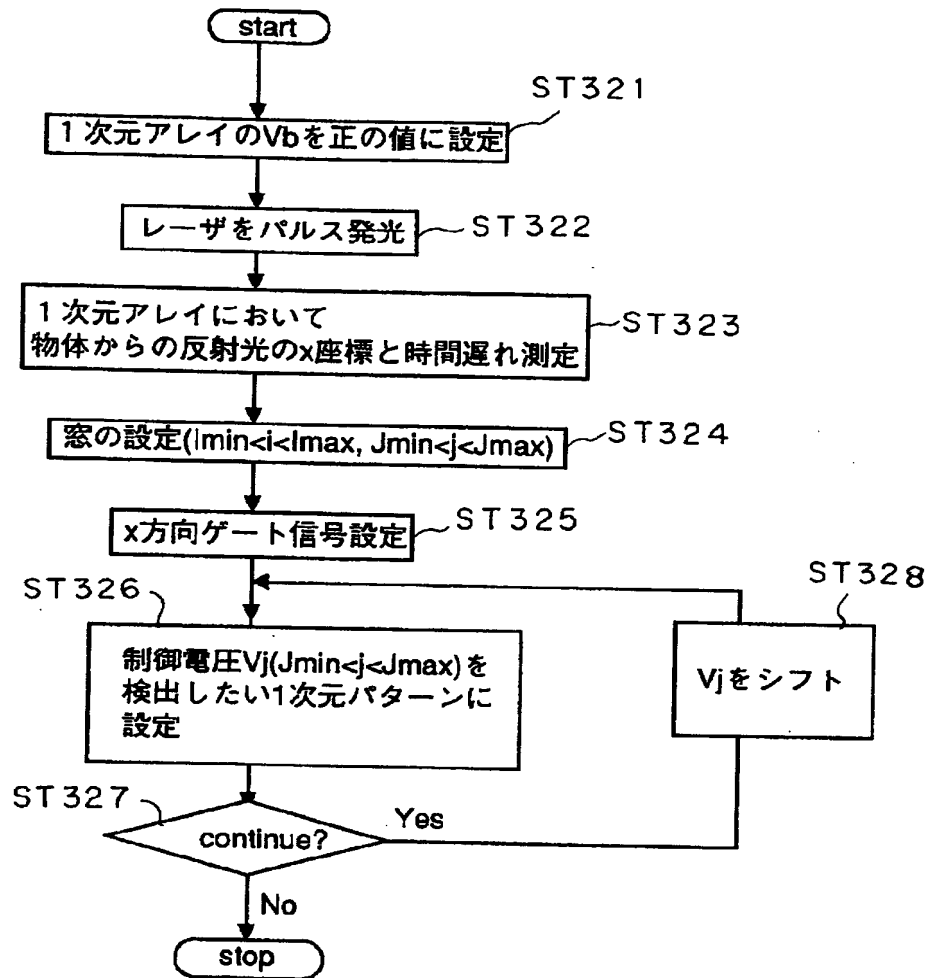 start
ST321
1次元アレイのVbを正の値に設定
レーザをパルス発光
ST322
1次元アレイにおいて
物体からの反射光のx座標と時間遅れ測定
ST323
窓の設定(Imin<i<Imax, Jmin<j<Jmax)
ST324
x方向ゲート信号設定
ST325
ST326
制御電圧Vj(Jmin<j<Jmax)を
検出したい1次元パターンに
設定
ST328
Vjをシフト
ST327
continue?
Yes
No
stop